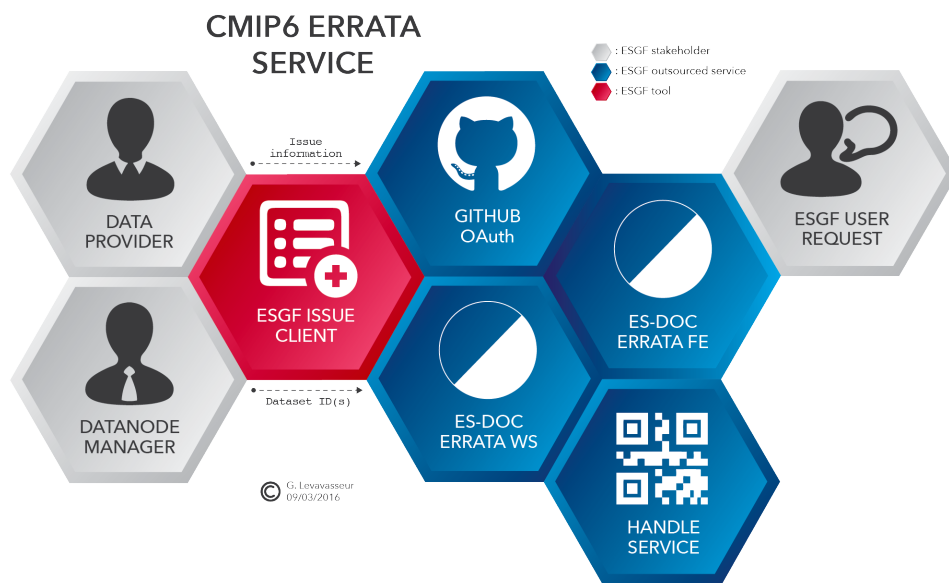 CMIP6 ERRATA
SERVICE
: ESGF stakeholder
: ESGF outsourced service
: ESGF tool
Issue
information
DATA
PROVIDER
GITHUB
OAuth
ESGF USER
REQUEST
ESGF ISSUE
CLIENT
ES-DOC
ERRATA FE
Dataset ID(s)
DATANODE
MANAGER
ES-DOC
ERRATA WS
© G. Levavasseur
09/03/2016
HANDLE
SERVICE